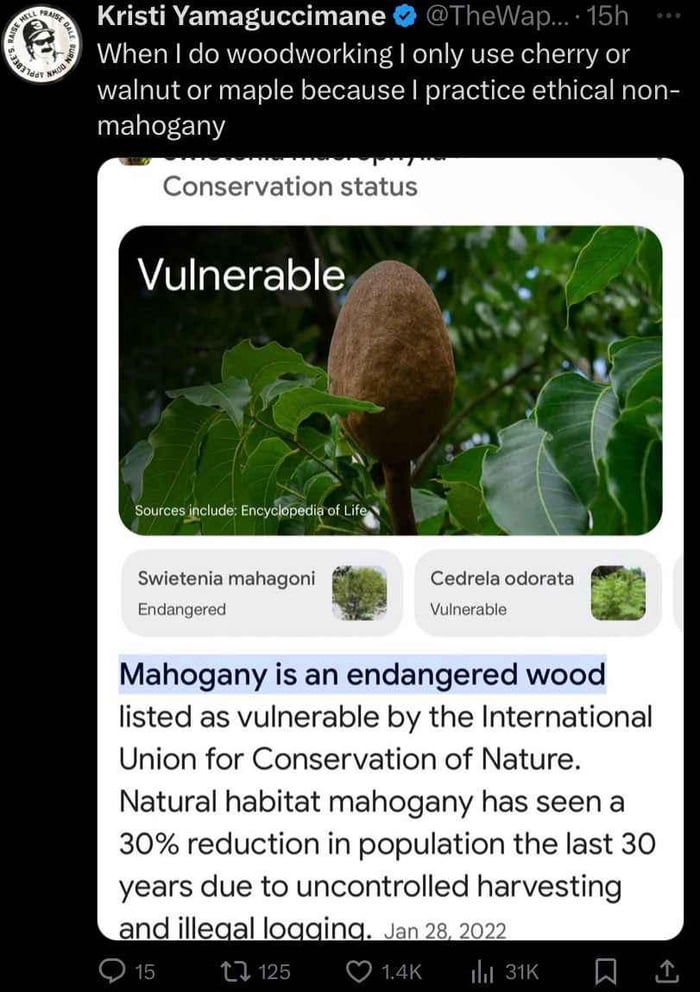 Kristi Yamaguccimane @TheWap... · 15h
When I do woodworking I only use cherry or
walnut or maple because I practice ethical non-
mahogany
Conservation status
Vulnerable
Sources include: Encyclopedia of Life
Swietenia mahagoni
Endangered
Cedrela odorata
Vulnerable
Mahogany is an endangered wood
listed as vulnerable by the International
Union for Conservation of Nature.
Natural habitat mahogany has seen a
30% reduction in population the last 30
years due to uncontrolled harvesting
and illegal logging. Jan 28, 2022
15 125 1.4K 31K